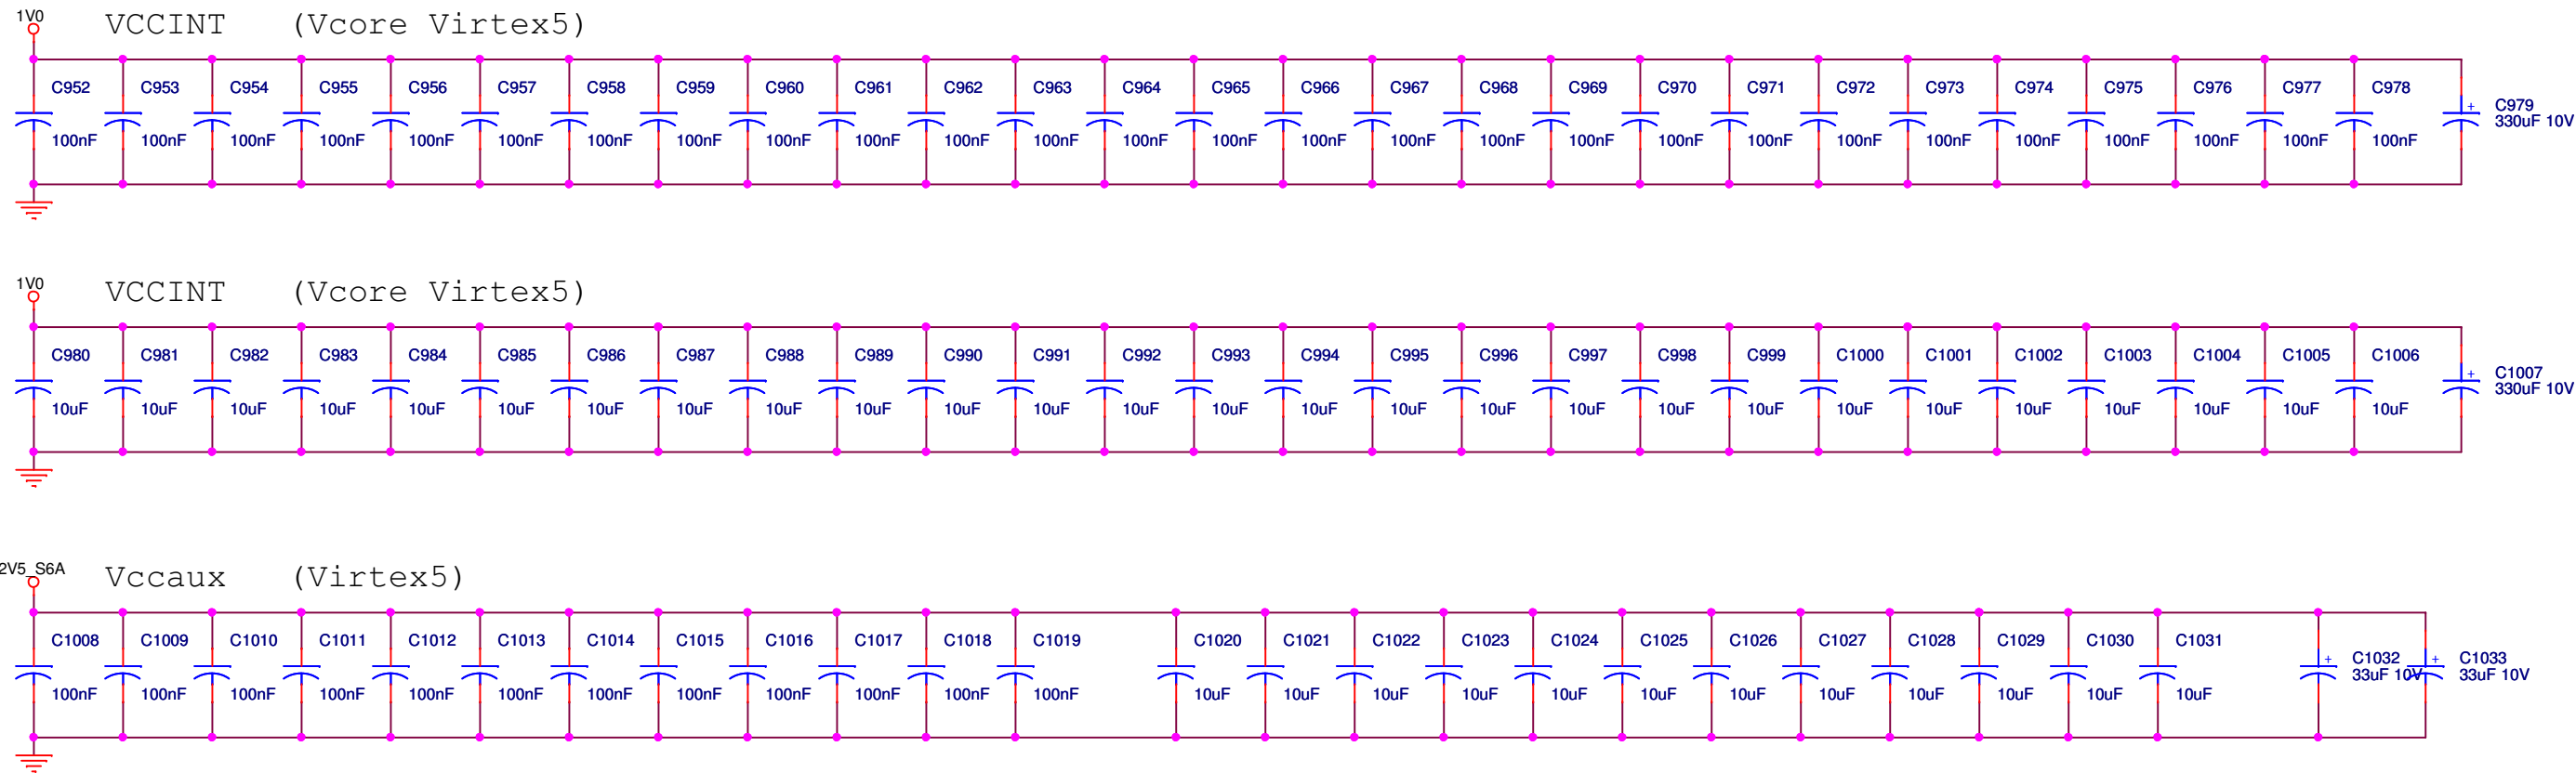 1V0
VCCINT (Vcore Virtex5)
C952 C953 C954 C955 C956 C957 C958 C959 C960 C961 C962 C963 C964 C965 C966 C967 C968 C969 C970 C971 C972 C973 C974 C975 C976 C977 C978
+ C979
330uF 10V
100nF 100nF 100nF 100nF 100nF 100nF 100nF 100nF 100nF 100nF 100nF 100nF 100nF 100nF 100nF 100nF 100nF 100nF 100nF 100nF 100nF 100nF 100nF 100nF 100nF 100nF 100nF
1V0
VCCINT (Vcore Virtex5)
C980 C981 C982 C983 C984 C985 C986 C987 C988 C989 C990 C991 C992 C993 C994 C995 C996 C997 C998 C999 C1000 C1001 C1002 C1003 C1004 C1005 C1006
+ C1007
330uF 10V
10uF 10uF 10uF 10uF 10uF 10uF 10uF 10uF 10uF 10uF 10uF 10uF 10uF 10uF 10uF 10uF 10uF 10uF 10uF 10uF 10uF 10uF 10uF 10uF 10uF 10uF 10uF
2V5_S6A
Vccaux (Virtex5)
C1008 C1009 C1010 C1011 C1012 C1013 C1014 C1015 C1016 C1017 C1018 C1019 C1020 C1021 C1022 C1023 C1024 C1025 C1026 C1027 C1028 C1029 C1030 C1031
+ C1032 + C1033
33uF 10V 33uF 10V
100nF 100nF 100nF 100nF 100nF 100nF 100nF 100nF 100nF 100nF 100nF 100nF 10uF 10uF 10uF 10uF 10uF 10uF 10uF 10uF 10uF 10uF 10uF 10uF